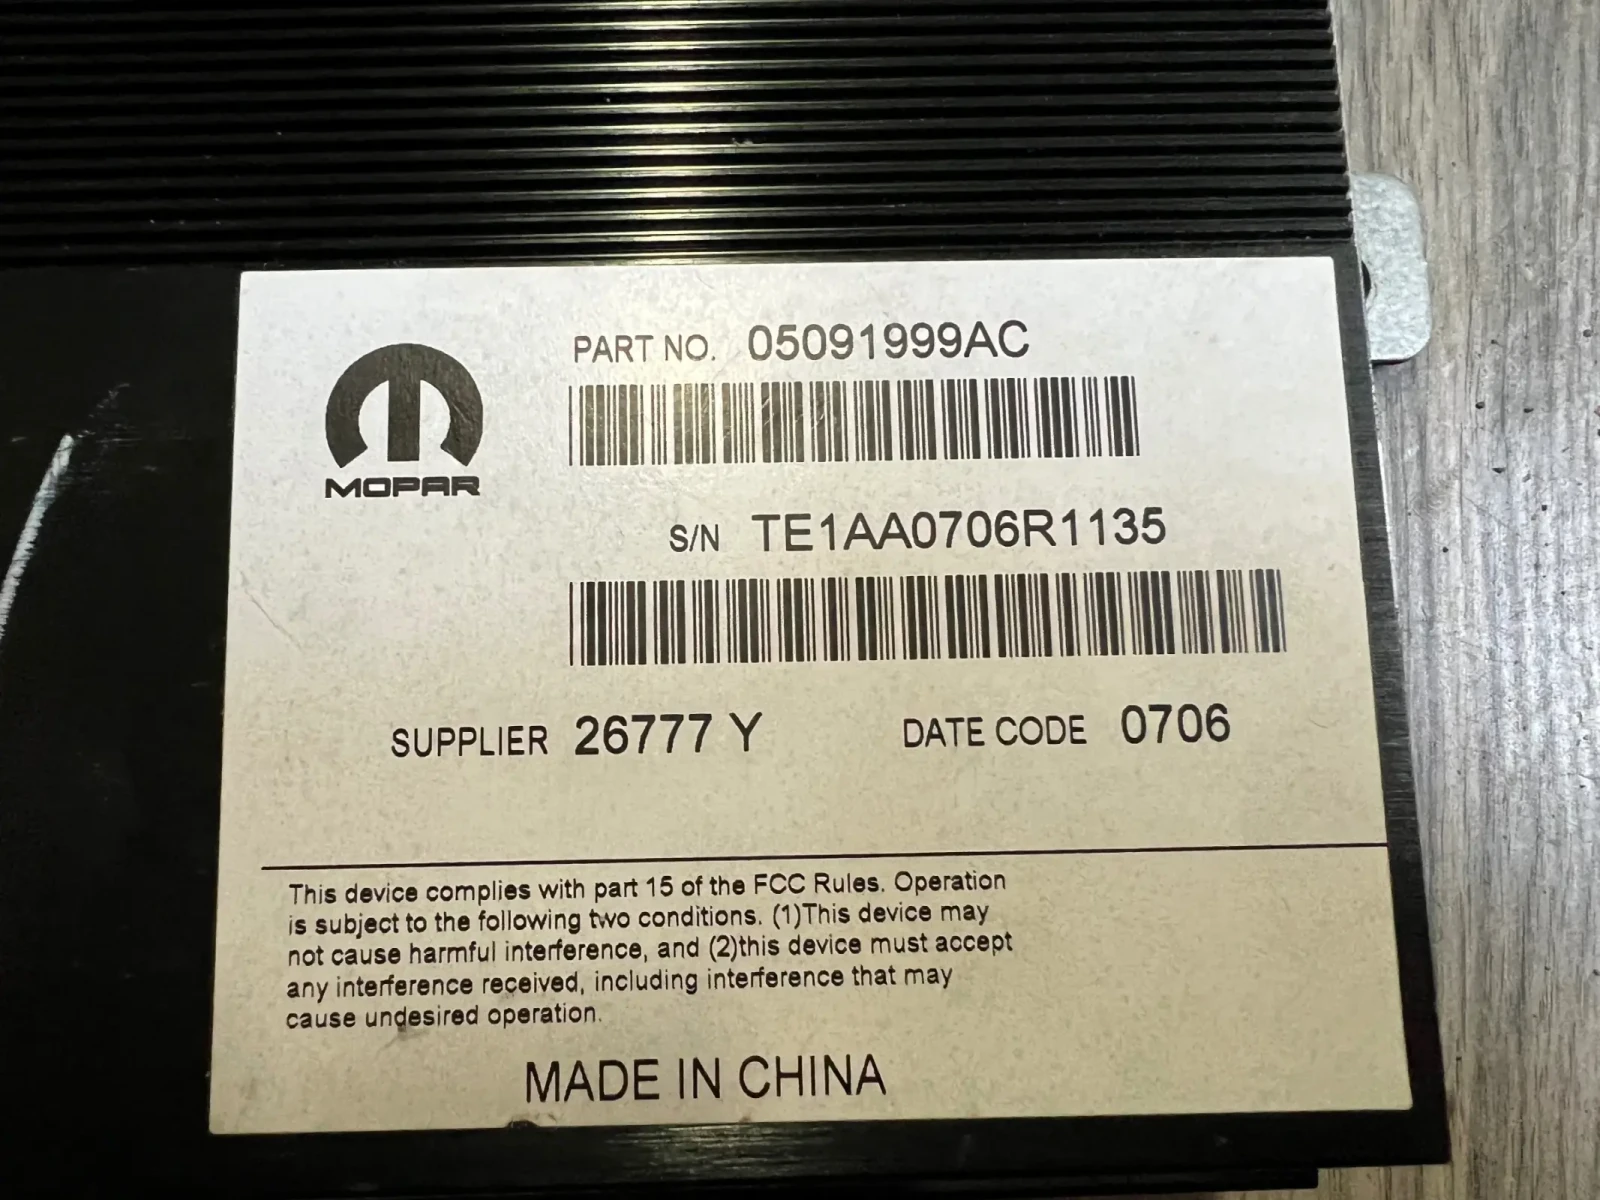 PART NO. 05091999AC
MOPAR
S/N TE1AA0706R1135
SUPPLIER 26777 Y DATE CODE 0706
This device complies with part 15 of the FCC Rules. Operation
is subject to the following two conditions. (1)This device may
not cause harmful interference, and (2)this device must accept
any interference received, including interference that may
cause undesired operation.
MADE IN CHINA